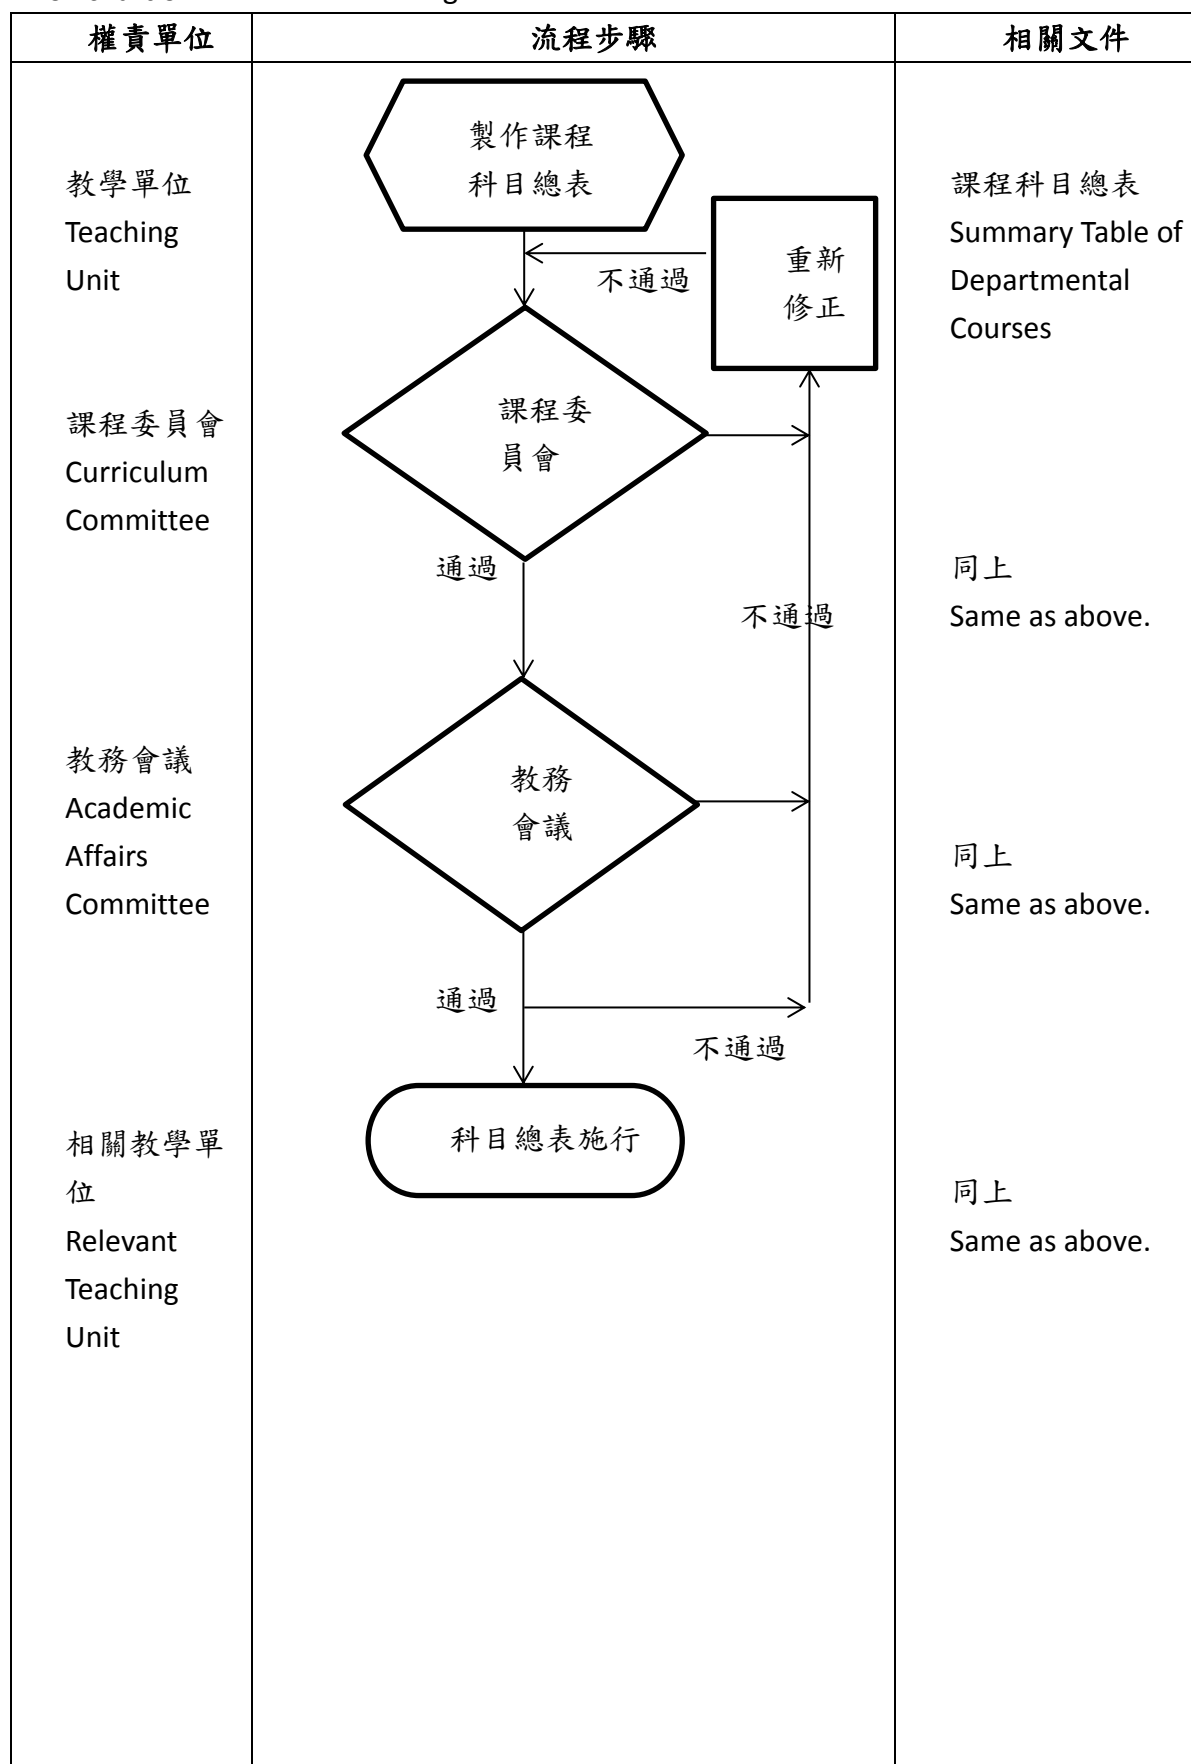 權責單位
流程步驟
相關文件
教學單位
Teaching
Unit
課程委員會
Curriculum
Committee
教務會議
Academic
Affairs
Committee
相關教學單
位
Relevant
Teaching
Unit
製作課程
科目總表
重新
修正
不通過
課程委
員會
通過
不通過
教務
會議
通過
不通過
科目總表施行
課程科目總表
Summary Table of
Departmental
Courses
同上
Same as above.
同上
Same as above.
同上
Same as above.